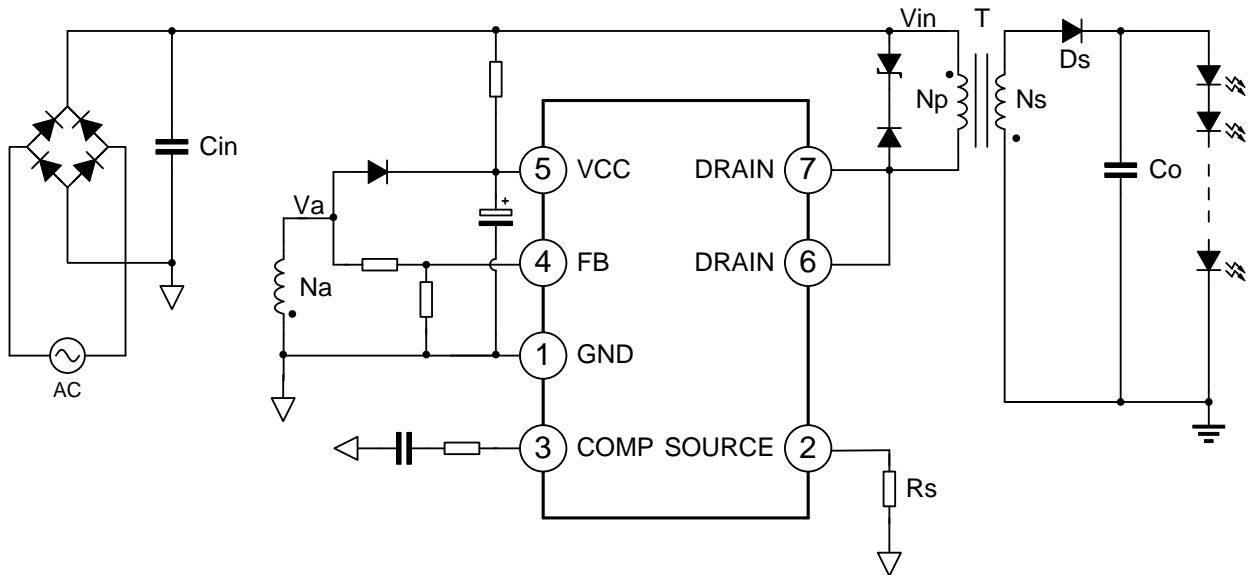 Vin
T
Ds
Np
Ns
Cin
5
VCC
DRAIN
7
Co
Va
+
4
FB
DRAIN
6
Na
1
GND
AC
3
COMP
SOURCE
2
Rs